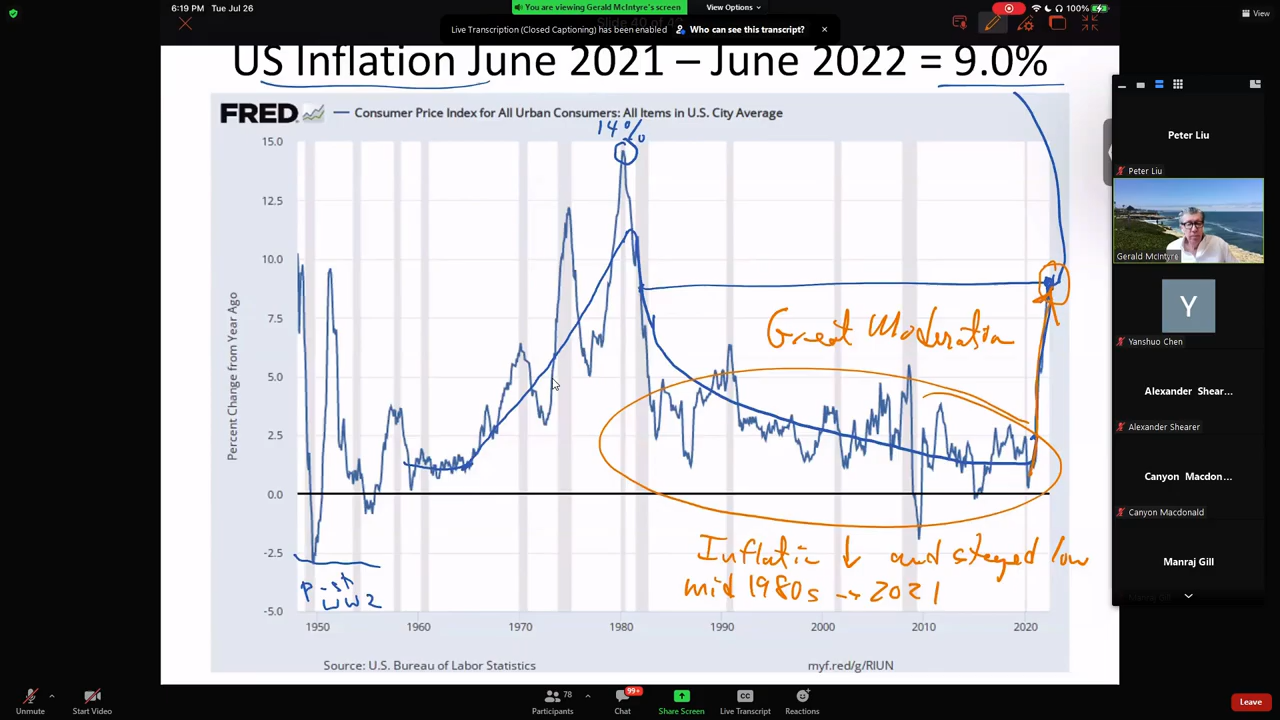 6:19 PM Tue Jul 26
You are viewing Gerald McIntyre's screen
View Options
100%
View
Live Transcription (Closed Captioning) has been enabled
Who can see this transcript?
US Inflation June 2021 – June 2022 = 9.0%
FRED
Consumer Price Index for All Urban Consumers: All Items in U.S. City Average
14%
15.0
12.5
10.0
7.5
5.0
2.5
0.0
-2.5
-5.0
Percent Change from Year Ago
Great Moderation
Inflation ↓ and stayed low
mid 1980s → 2021
Post
WW2
1950
1960
1970
1980
1990
2000
2010
2020
Source: U.S. Bureau of Labor Statistics
myf.red/g/RIUN
Peter Liu
Peter Liu
Gerald McIntyre
Y
Yanshuo Chen
Alexander Shear...
Alexander Shearer
Canyon Macdon...
Canyon Macdonald
Manraj Gill
Unmute
Start Video
78
Participants
99+
Chat
Share Screen
CC
Live Transcript
Reactions
Leave